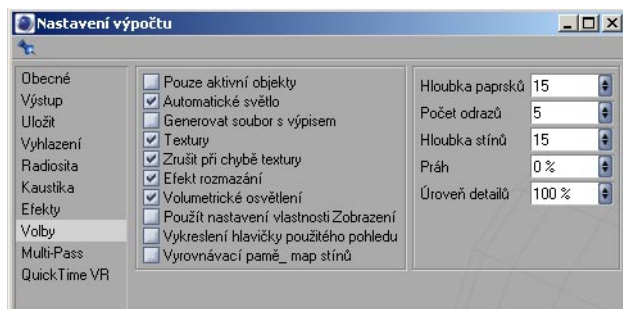 Nastavení výpočtu
Obecné
Výstup
Uložit
Vyhlazení
Radiosita
Kaustika
Efekty
Volby
Multi-Pass
QuickTime VR
Pouze aktivní objekty
Automatické světlo
Generovat soubor s výpisem
Textury
Zrušit při chybě textury
Efekt rozmazání
Volumetrické osvětlení
Použít nastavení vlastnosti Zobrazení
Vykreslení hlavičky použitého pohledu
Vyrovnávací pamě_ map stínů
Hloubka paprsků 15
Počet odrazů 5
Hloubka stínů 15
Práh 0 %
Úroveň detailů 100 %